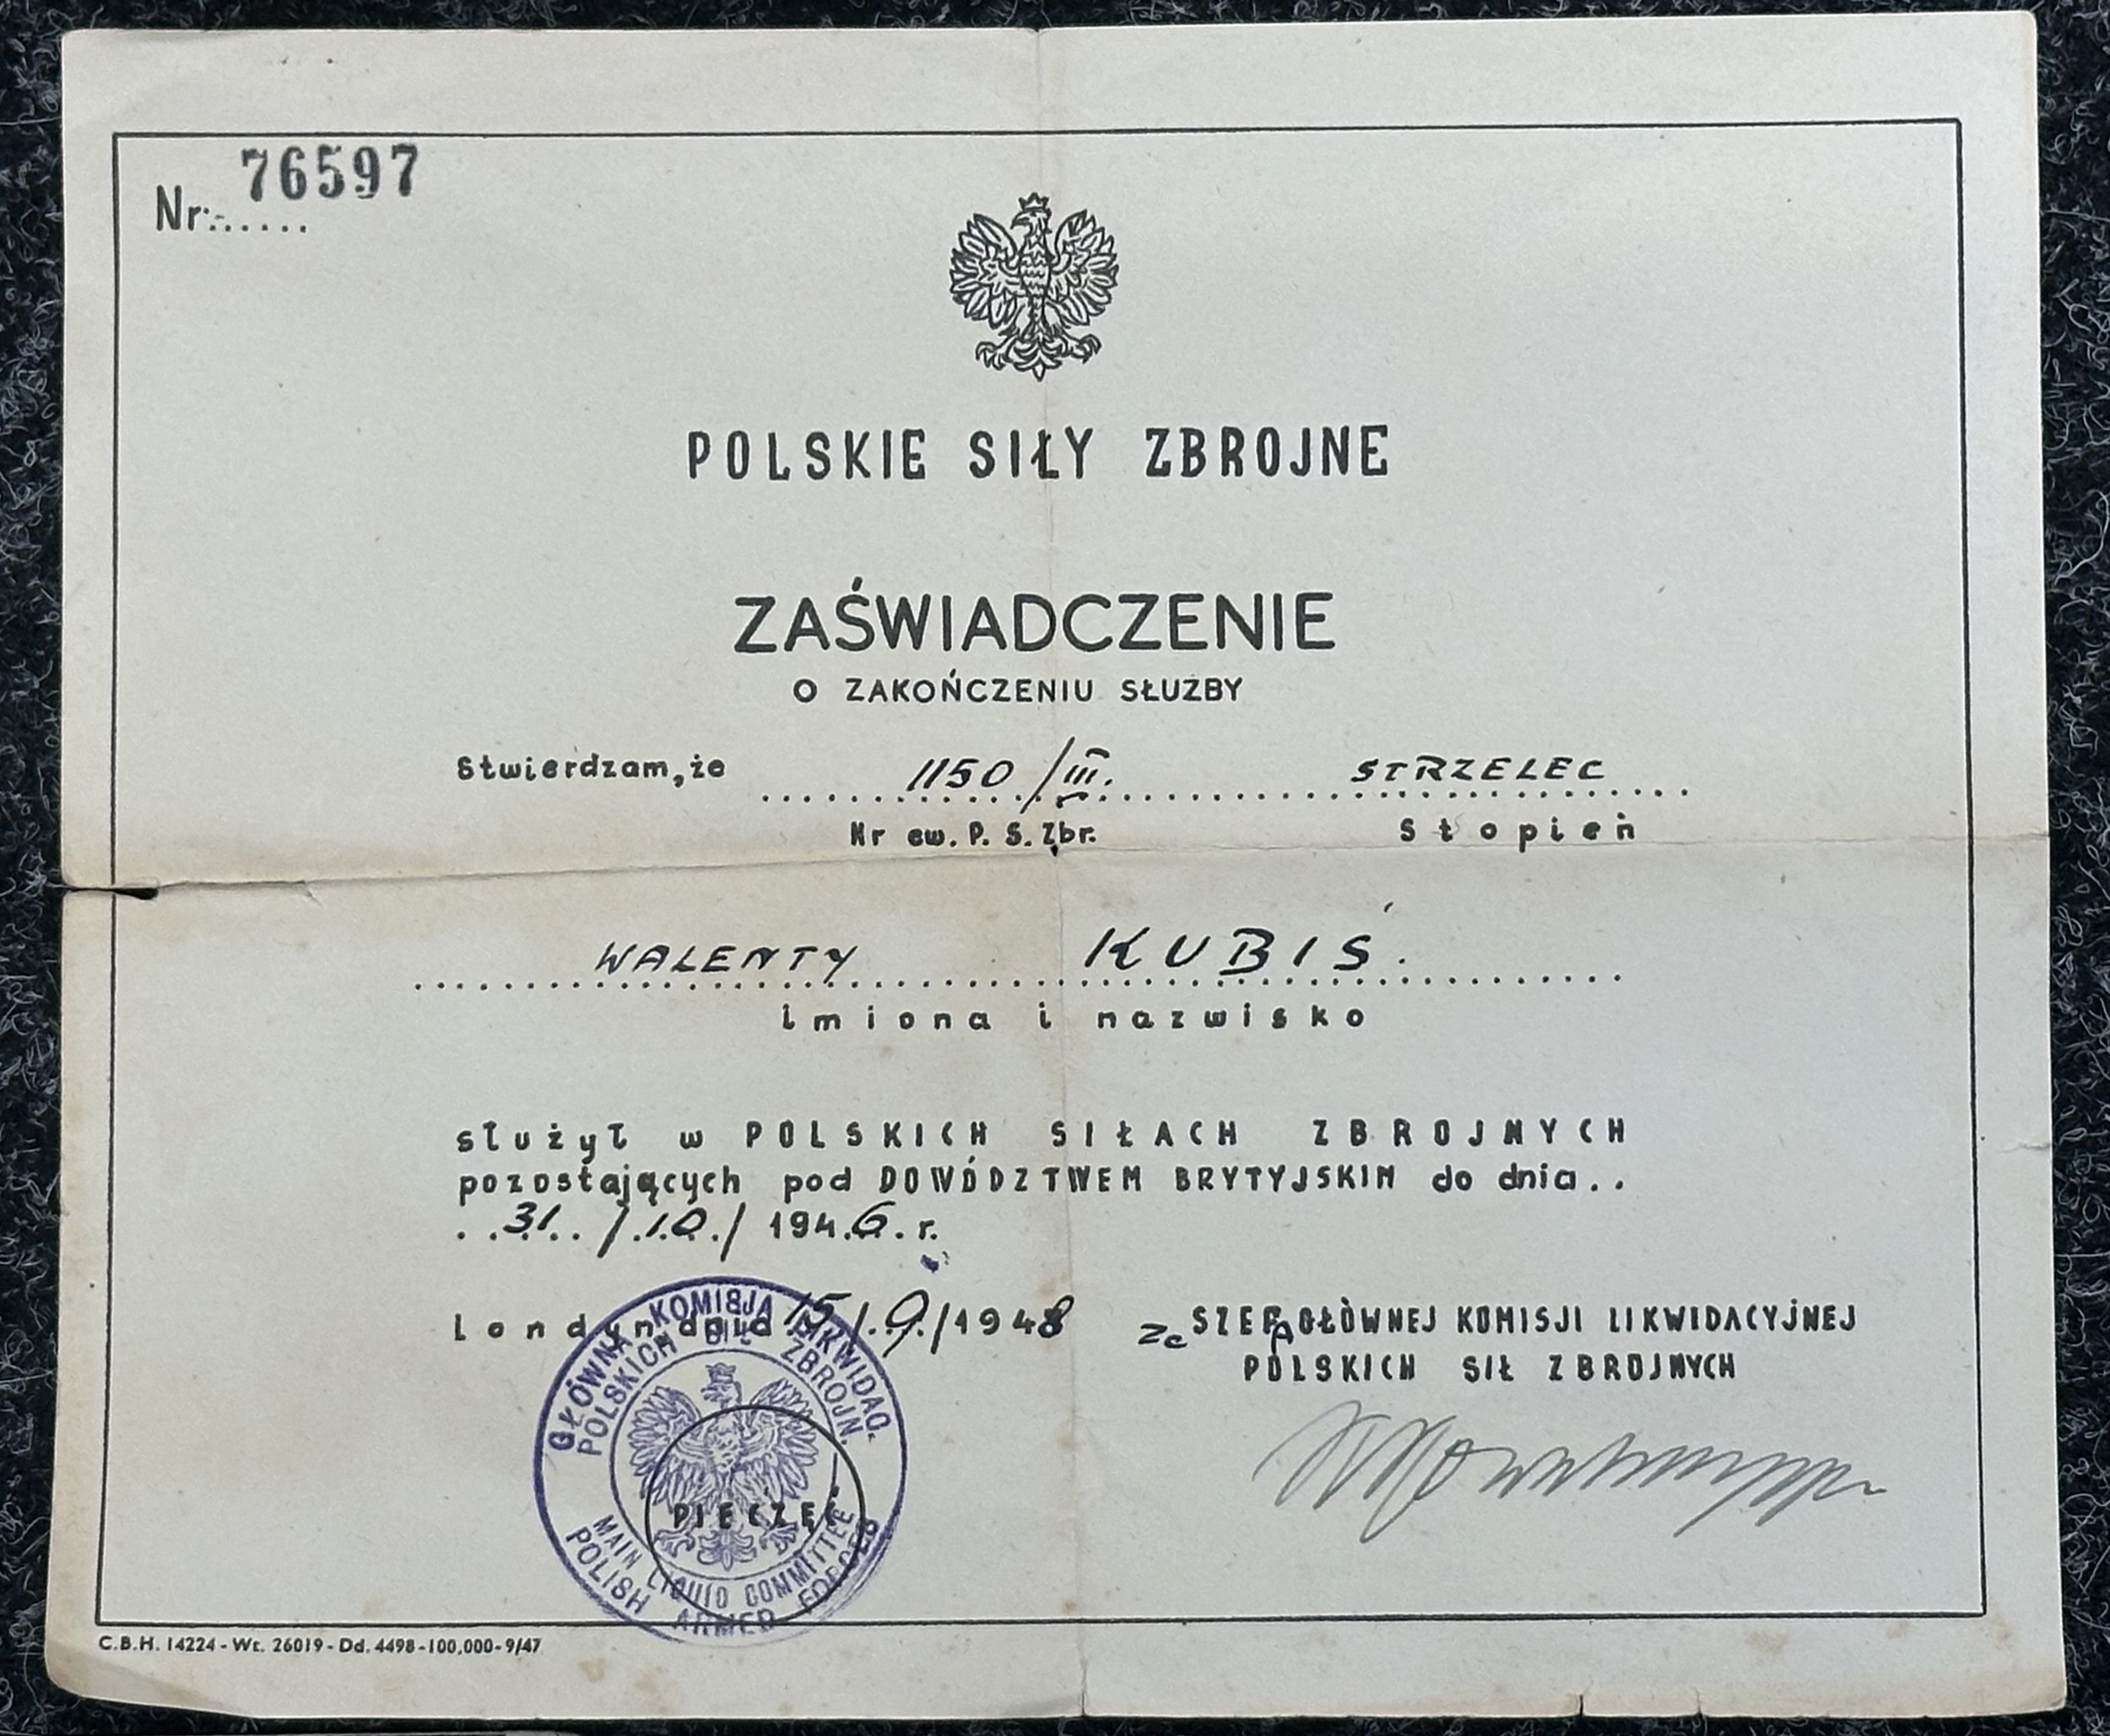 Nr. 76597
POLSKIE SIŁY ZBROJNE
ZAŚWIADCZENIE
O ZAKOŃCZENIU SŁUŻBY
Stwierdzam, że 1150/III. STRZELEC
Nr ew. P. S. Zbr. Stopień
WALENTY KUBIŚ.
imiona i nazwisko
służył w POLSKICH SIŁACH ZBROJNYCH
pozostających pod DOWÓDZTWEM BRYTYJSKIM do dnia..
..31../.10./ 194.6.r.
Londyn dnia 15/.9./1948 za SZEFA GŁÓWNEJ KOMISJI LIKWIDACYJNEJ
POLSKICH SIŁ ZBROJNYCH
GŁÓWNA KOMISJA LIKWIDAC.
POLSKICH SIŁ ZBROJN.
PIECZĘĆ
MAIN LIQUID COMMITTEE
POLISH ARMED FORCES
C.B.H. 14224 - Wt. 26019 - Dd. 4498 - 100,000 - 9/47